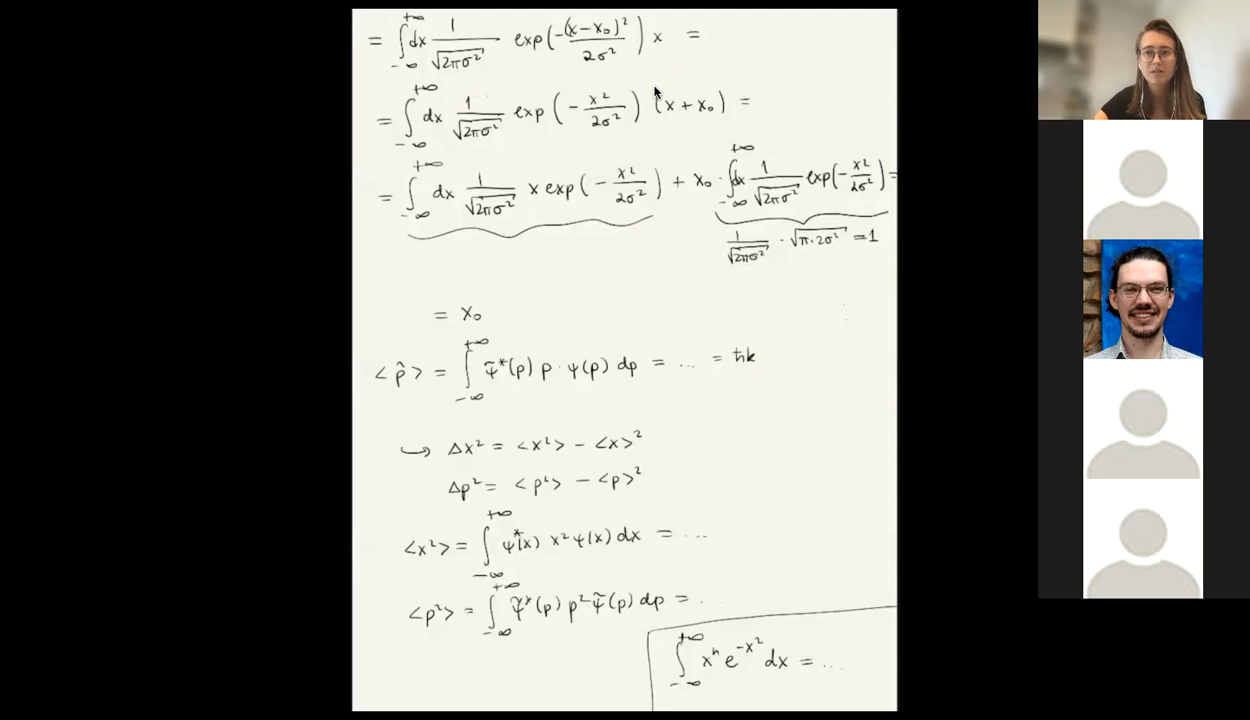 = ∫_{-∞}^{+∞} dx 1/√(2πσ²) exp(-(x-x₀)²/2σ²) x =
= ∫_{-∞}^{+∞} dx 1/√(2πσ²) exp(-x²/2σ²) (x + x₀) =
= ∫_{-∞}^{+∞} dx 1/√(2πσ²) x exp(-x²/2σ²) + x₀ · ∫_{-∞}^{+∞} dx 1/√(2πσ²) exp(-x²/2σ²) =
1/√(2πσ²) · √(π·2σ²) = 1
= x₀
<p̂> = ∫_{-∞}^{+∞} ψ̃*(p) p · ψ(p) dp = ... = ħk
↪ Δx² = <x²> - <x>²
Δp² = <p²> - <p>²
<x²> = ∫_{-∞}^{+∞} ψ*(x) x² ψ(x) dx = ...
<p²> = ∫_{-∞}^{+∞} ψ̃*(p) p² ψ̃(p) dp = ...
∫_{-∞}^{+∞} xⁿ e^{-x²} dx = ...